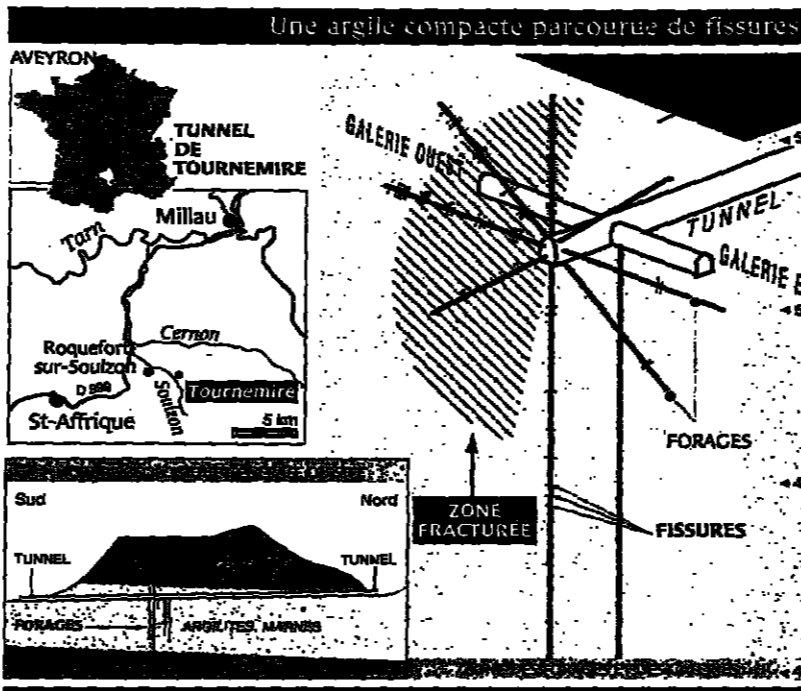 Une argile compacte parcourue de fissures
AVEYRON
TUNNEL
DE
TOURNEMIRE
Millau
Tarn
Cernon
Roquefort
sur-Soulzon
Tournemire
D 999
Soulzon
St-Affrique
5 km
GALERIE OUEST
TUNNEL
GALERIE E
FORAGES
ZONE
FRACTURÉE
FISSURES
Sud
Nord
TUNNEL
TUNNEL
FORAGES
ARGILITES, MARNES